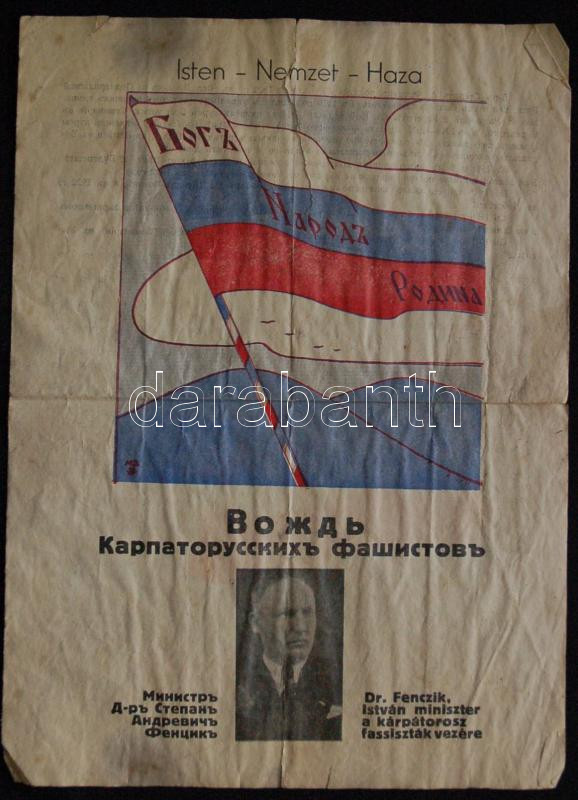 Isten – Nemzet – Haza
Богъ
Народъ
Родина
darabanth
Вождь
Карпаторусскихъ фашистовъ
Министръ
Д-ръ Степанъ
Андревичъ
Фенцикъ
Dr. Fenczik,
István miniszter
a kárpátorosz
fassiszták vezére